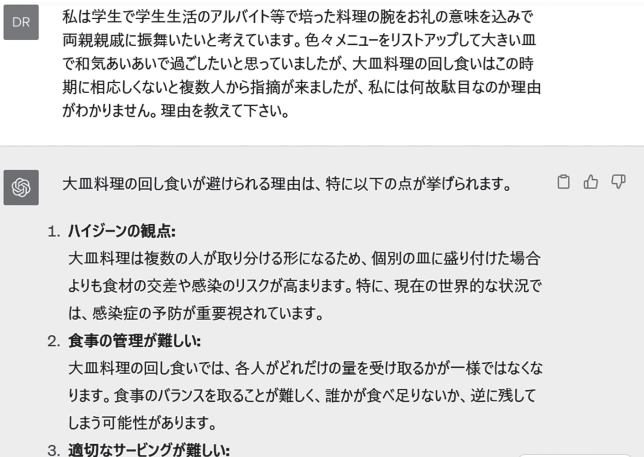 DR
私は学生で学生生活のアルバイト等で培った料理の腕をお礼の意味を込みで
両親親戚に振舞いたいと考えています。色々メニューをリストアップして大きい皿
で和気あいあいで過ごしたいと思っていましたが、大皿料理の回し食いはこの時
期に相応しくないと複数人から指摘が来ましたが、私には何故駄目なのか理由
がわかりません。理由を教えて下さい。
大皿料理の回し食いが避けられる理由は、特に以下の点が挙げられます。
1. ハイジーンの観点:
大皿料理は複数の人が取り分ける形になるため、個別の皿に盛り付けた場合
よりも食材の交差や感染のリスクが高まります。特に、現在の世界的な状況で
は、感染症の予防が重要視されています。
2. 食事の管理が難しい:
大皿料理の回し食いでは、各人がどれだけの量を受け取るかが一様ではなくな
ります。食事のバランスを取ることが難しく、誰かが食べ足りないか、逆に残して
しまう可能性があります。
3. 適切なサービングが難しい: